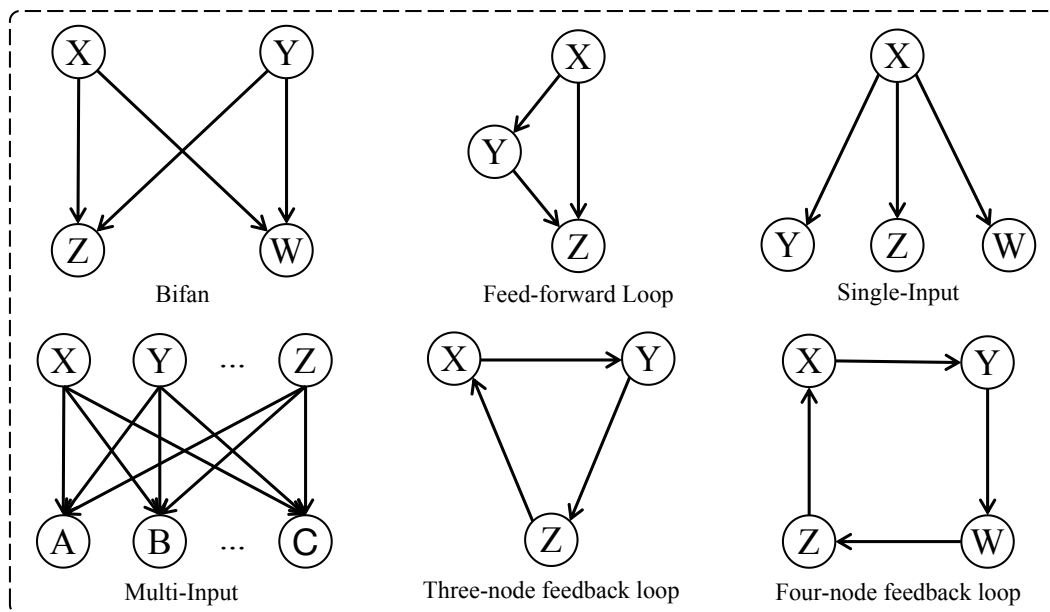 X Y
Z W
Bifan
X
Y
Z
Feed-forward Loop
X
Y Z W
Single-Input
X Y ... Z
A B ... C
Multi-Input
X Y
Z
Three-node feedback loop
X Y
Z W
Four-node feedback loop